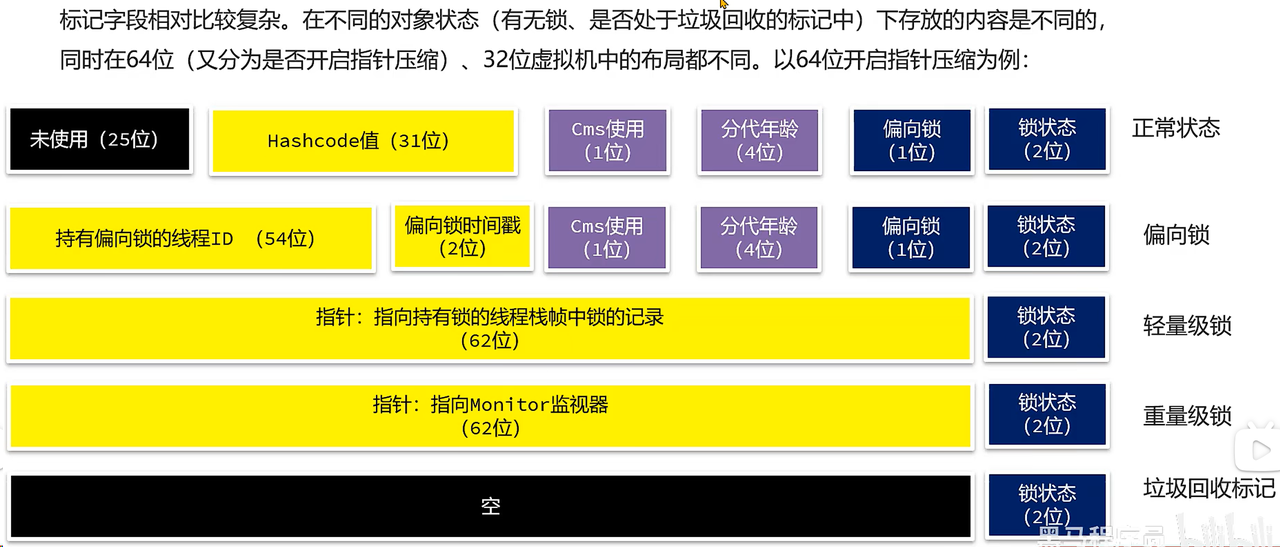 标记字段相对比较复杂。在不同的对象状态（有无锁、是否处于垃圾回收的标记中）下存放的内容是不同的，
同时在64位（又分为是否开启指针压缩）、32位虚拟机中的布局都不同。以64位开启指针压缩为例：
未使用（25位）
Hashcode值（31位）
Cms使用
（1位）
分代年龄
（4位）
偏向锁
（1位）
锁状态
（2位）
正常状态
持有偏向锁的线程ID （54位）
偏向锁时间戳
（2位）
Cms使用
（1位）
分代年龄
（4位）
偏向锁
（1位）
锁状态
（2位）
偏向锁
指针：指向持有锁的线程栈帧中锁的记录
（62位）
锁状态
（2位）
轻量级锁
指针：指向Monitor监视器
（62位）
锁状态
（2位）
重量级锁
空
锁状态
（2位）
垃圾回收标记
黑马程序员